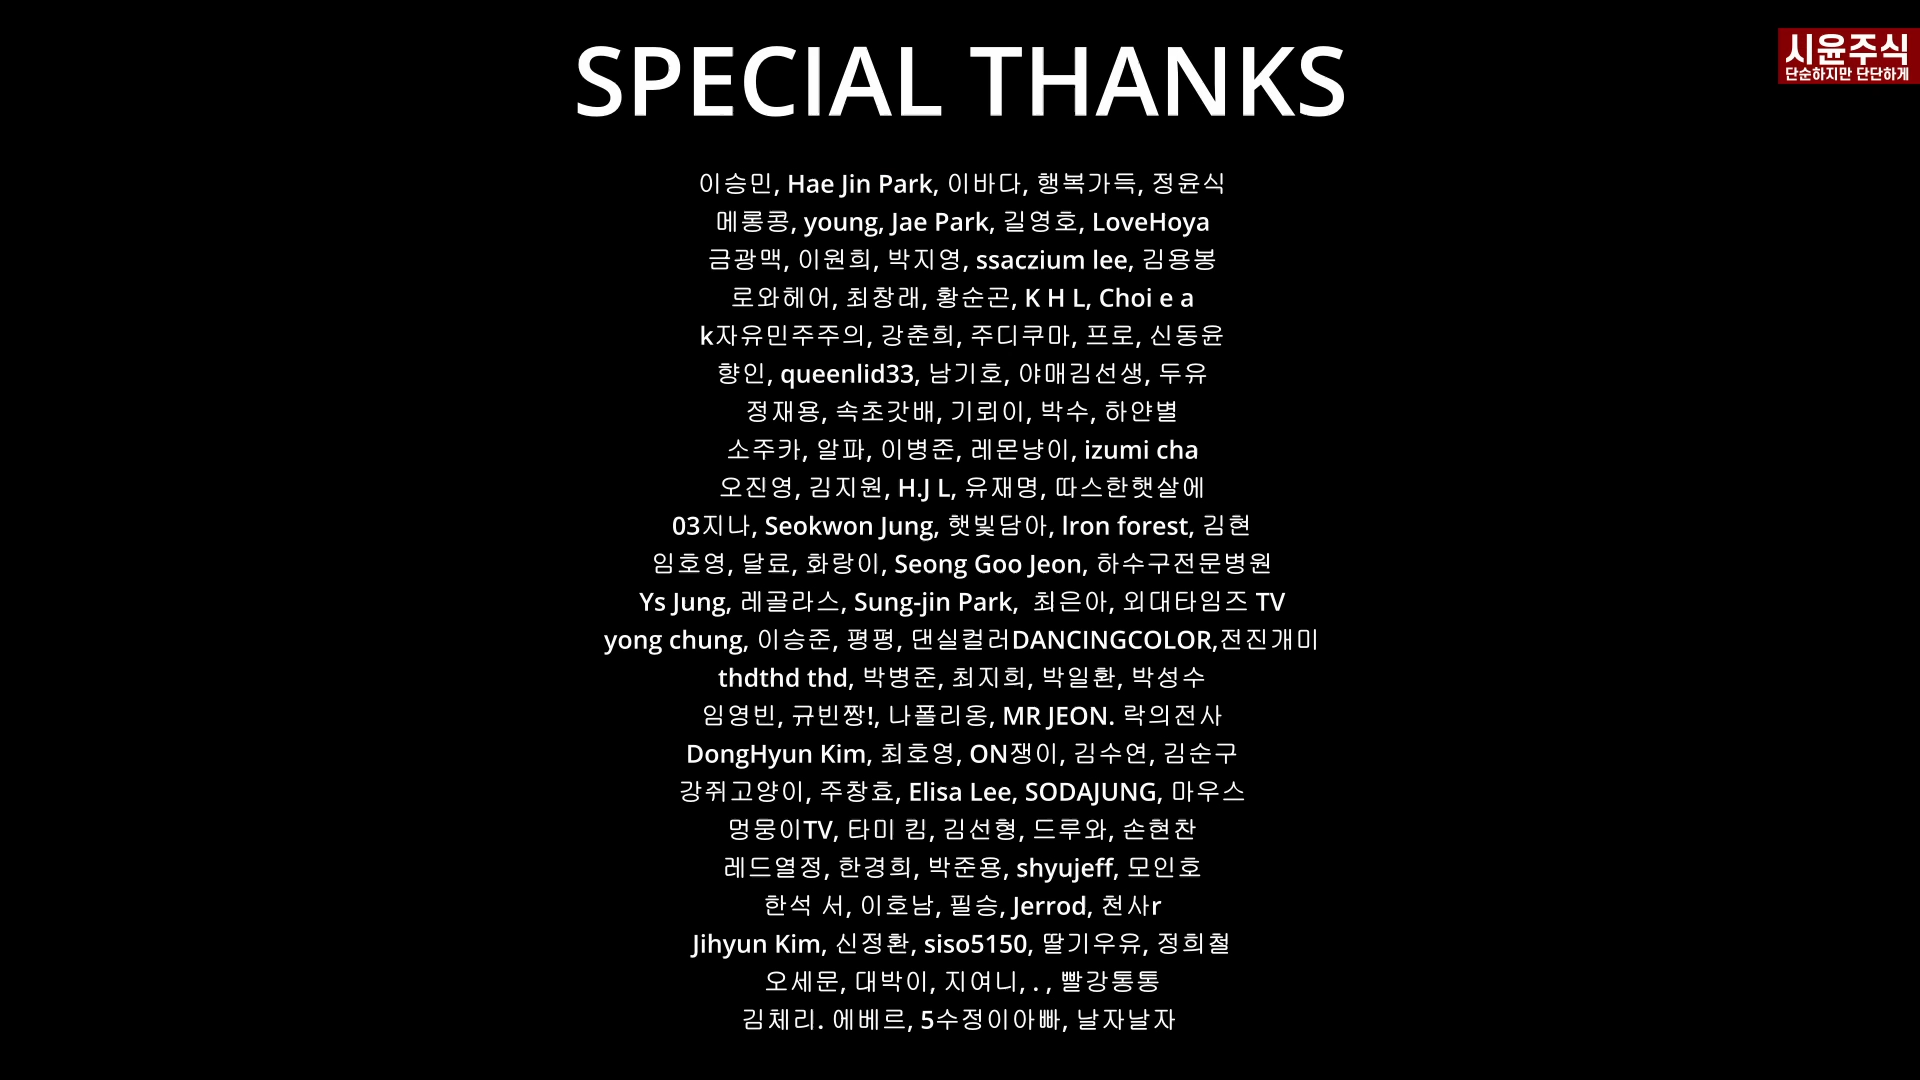 SPECIAL THANKS
시윤주식
단순하지만 단단하게
이승민, Hae Jin Park, 이바다, 행복가득, 정윤식
메롱콩, young, Jae Park, 길영호, LoveHoya
금광맥, 이원희, 박지영, ssaczium lee, 김용봉
로와헤어, 최창래, 황순곤, K H L, Choi e a
k자유민주주의, 강춘희, 주디쿠마, 프로, 신동윤
향인, queenlid33, 남기호, 야매김선생, 두유
정재용, 속초갓배, 기뢰이, 박수, 하얀별
소주카, 알파, 이병준, 레몬냥이, izumi cha
오진영, 김지원, H.J L, 유재명, 따스한햇살에
03지나, Seokwon Jung, 햇빛담아, lron forest, 김현
임호영, 달료, 화랑이, Seong Goo Jeon, 하수구전문병원
Ys Jung, 레골라스, Sung-jin Park,  최은아, 외대타임즈 TV
yong chung, 이승준, 평평, 댄실컬러DANCINGCOLOR,전진개미
thdthd thd, 박병준, 최지희, 박일환, 박성수
임영빈, 규빈짱!, 나폴리옹, MR JEON. 락의전사
DongHyun Kim, 최호영, ON쟁이, 김수연, 김순구
강쥐고양이, 주창효, Elisa Lee, SODAJUNG, 마우스
멍뭉이TV, 타미 킴, 김선형, 드루와, 손현찬
레드열정, 한경희, 박준용, shyujeff, 모인호
한석 서, 이호남, 필승, Jerrod, 천사r
Jihyun Kim, 신정환, siso5150, 딸기우유, 정희철
오세문, 대박이, 지여니, . , 빨강통통
김체리. 에베르, 5수정이아빠, 날자날자